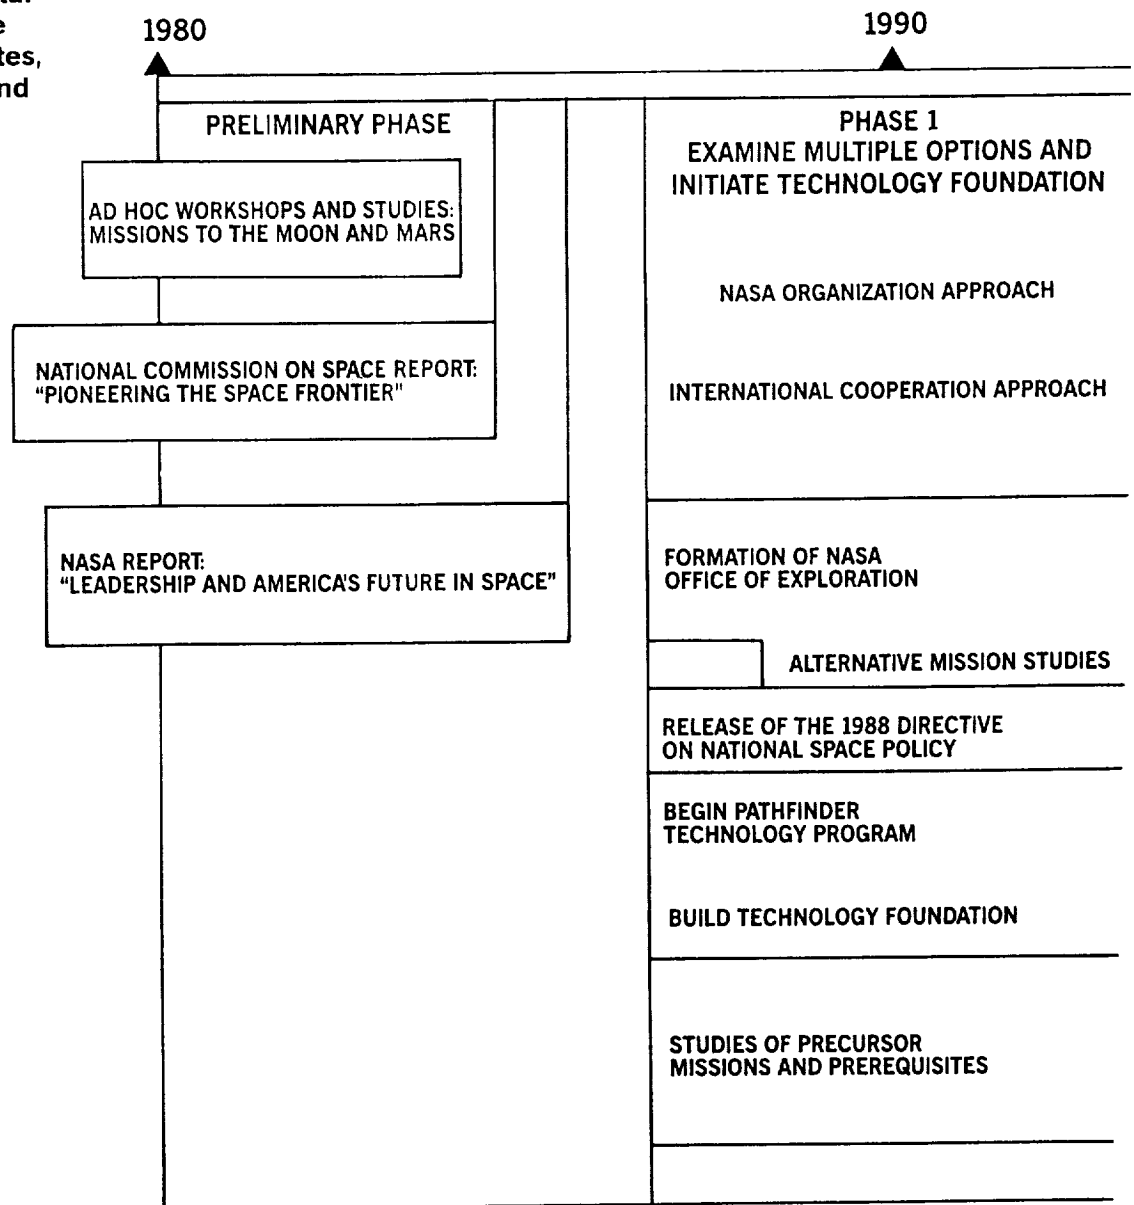 1980
1990
nd
PRELIMINARY PHASE
AD HOC WORKSHOPS AND STUDIES:
MISSIONS TO THE MOON AND MARS
NATIONAL COMMISSION ON SPACE REPORT:
“PIONEERING THE SPACE FRONTIER”
NASA REPORT:
“LEADERSHIP AND AMERICA'S FUTURE IN SPACE”
PHASE 1
EXAMINE MULTIPLE OPTIONS AND
INITIATE TECHNOLOGY FOUNDATION
NASA ORGANIZATION APPROACH
INTERNATIONAL COOPERATION APPROACH
FORMATION OF NASA
OFFICE OF EXPLORATION
ALTERNATIVE MISSION STUDIES
RELEASE OF THE 1988 DIRECTIVE
ON NATIONAL SPACE POLICY
BEGIN PATHFINDER
TECHNOLOGY PROGRAM
BUILD TECHNOLOGY FOUNDATION
STUDIES OF PRECURSOR
MISSIONS AND PREREQUISITES